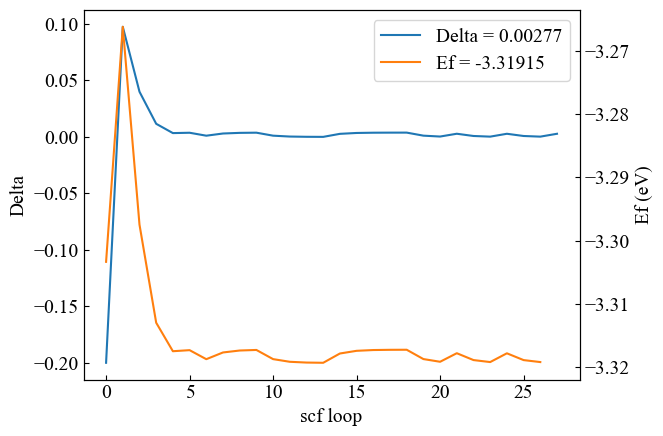 Delta = 0.00277
Ef = -3.31915
0.10
0.05
0.00
−0.05
−0.10
−0.15
−0.20
Delta
−3.27
−3.28
−3.29
−3.30
−3.31
−3.32
Ef (eV)
0 5 10 15 20 25
scf loop